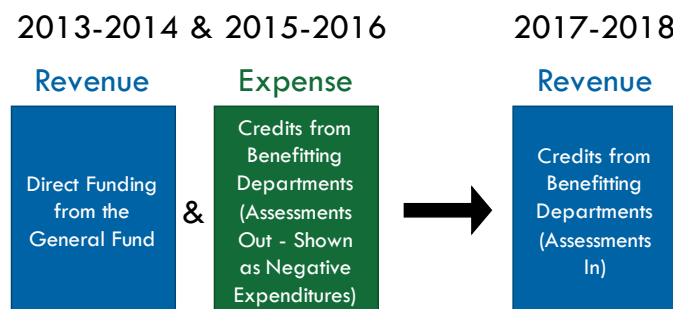 2013-2014 & 2015-2016
2017-2018
Revenue
Expense
Revenue
Direct Funding
from the
General Fund
&
Credits from
Benefitting
Departments
(Assessments
Out - Shown
as Negative
Expenditures)
Credits from
Benefitting
Departments
(Assessments
In)